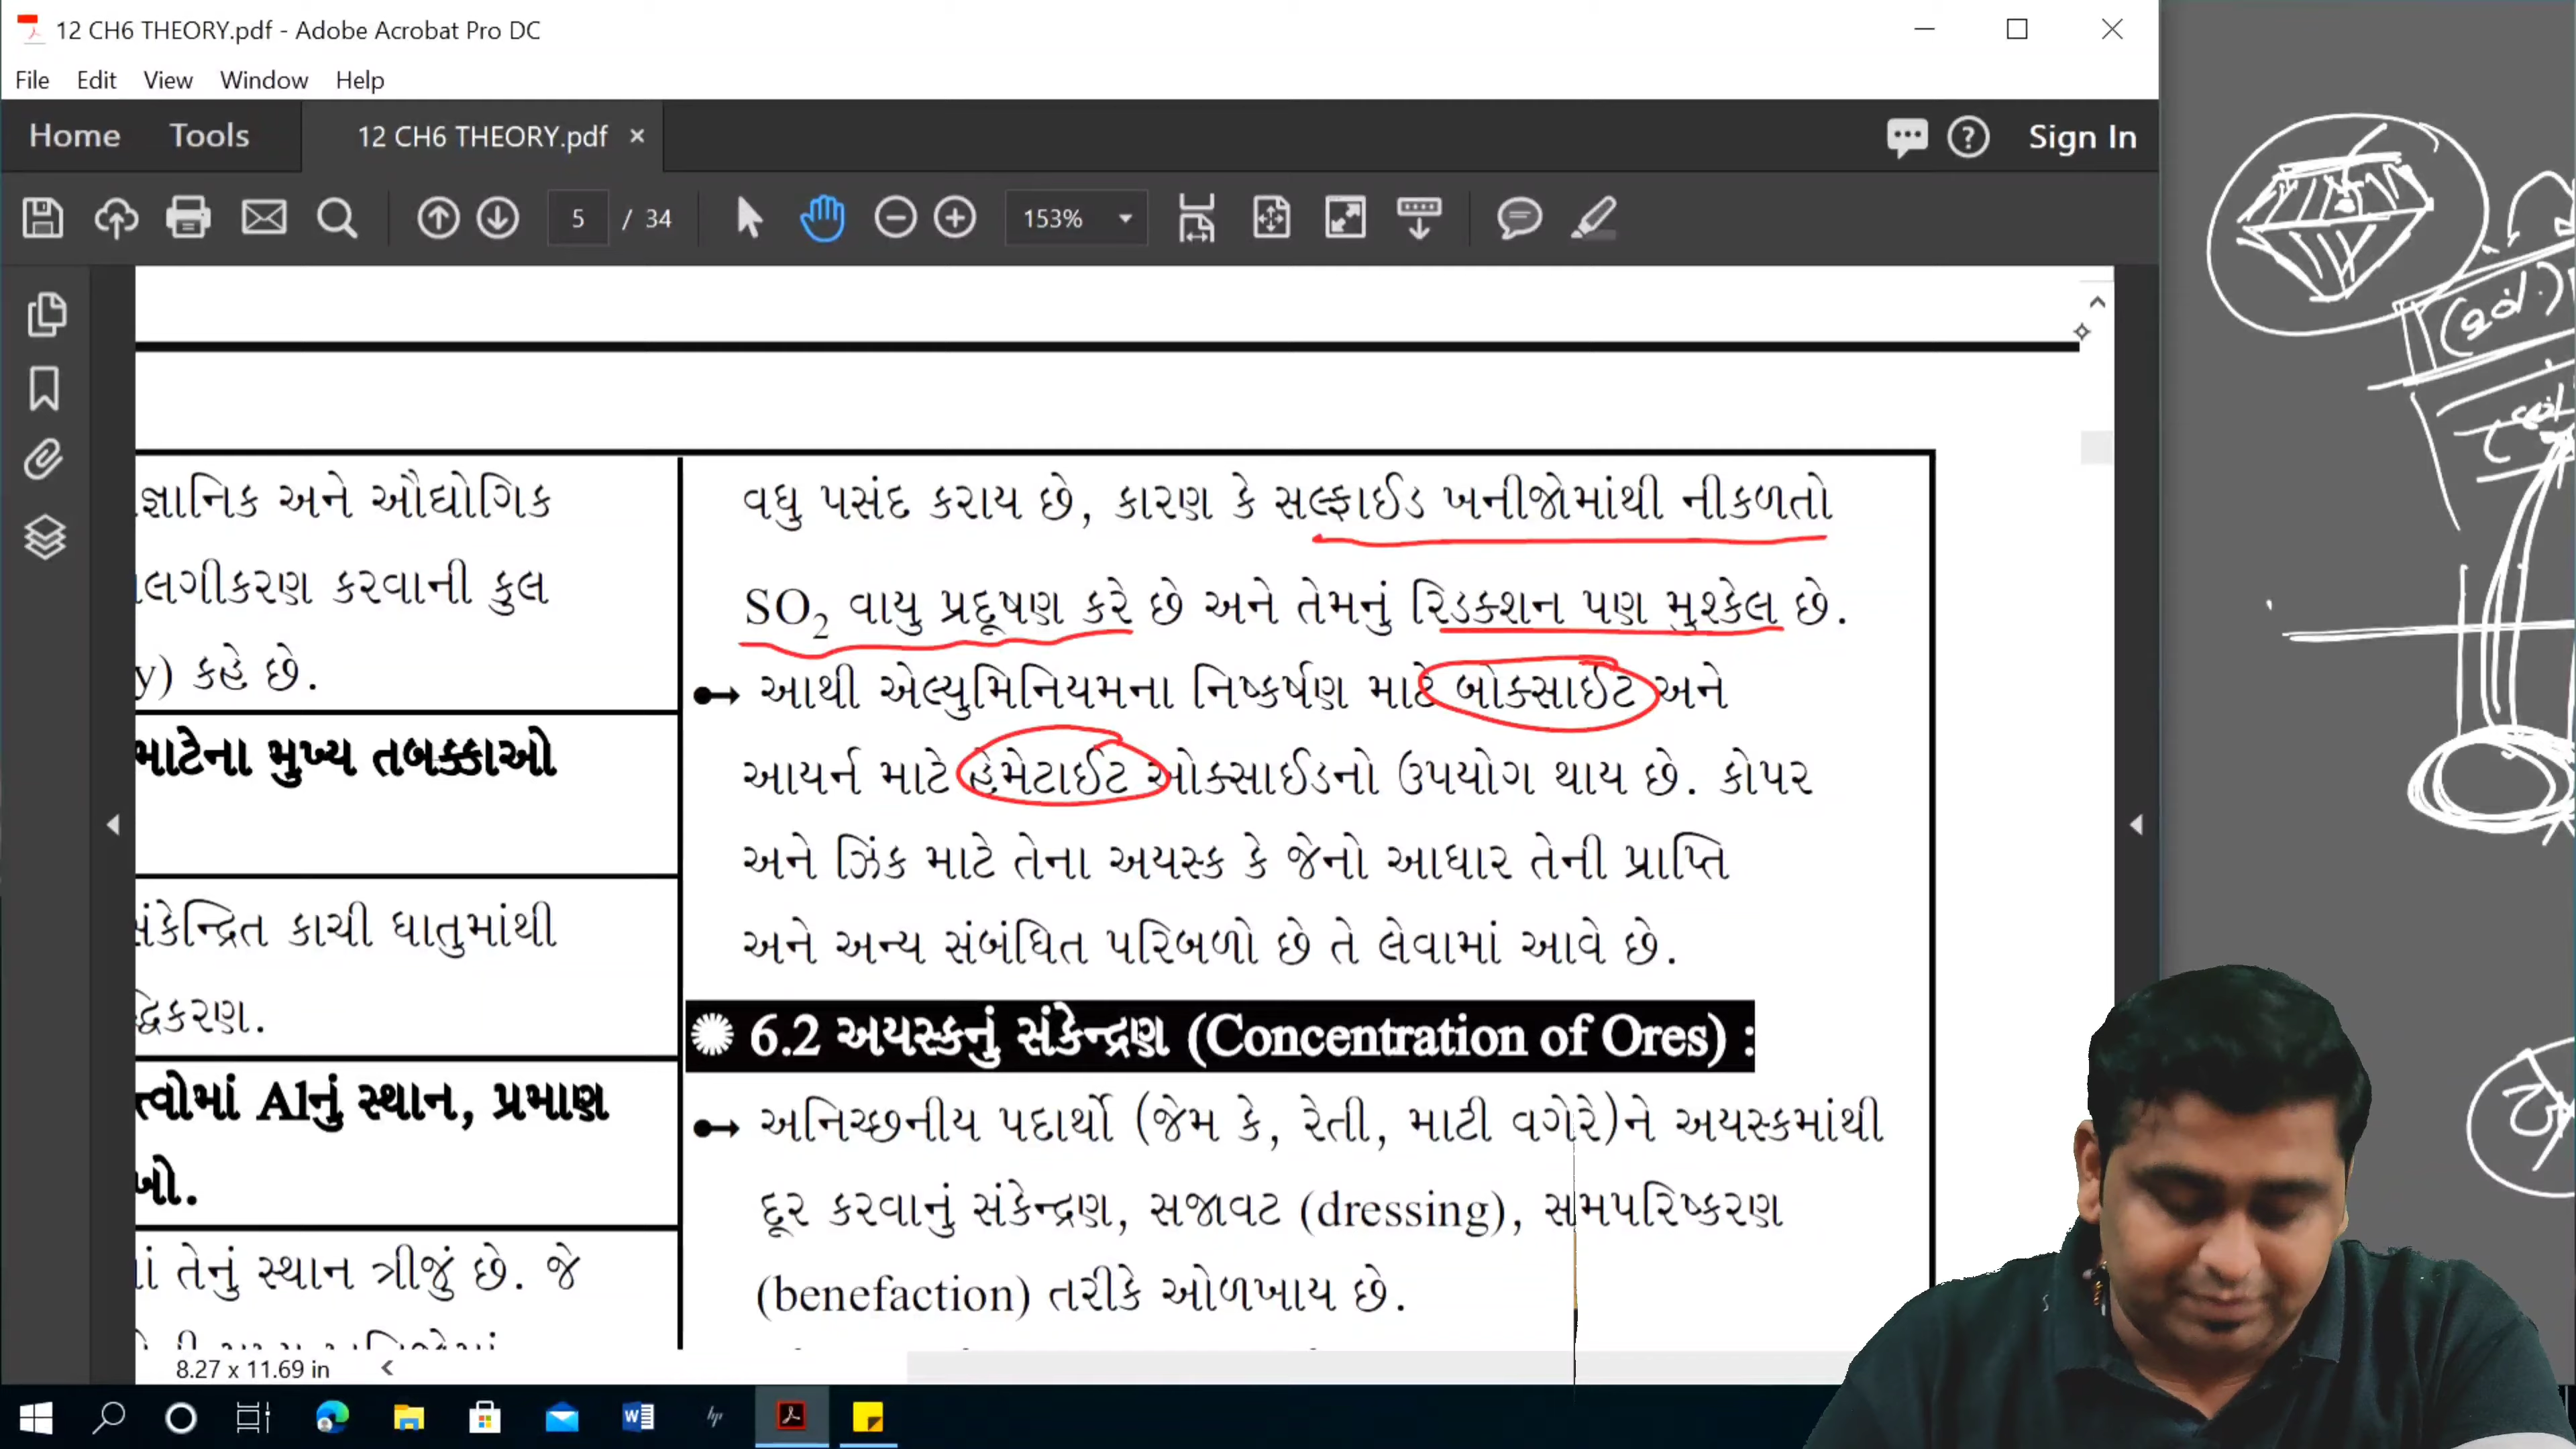 12 CH6 THEORY.pdf - Adobe Acrobat Pro DC
File Edit View Window Help
Home Tools 12 CH6 THEORY.pdf × Sign In
5 / 34 153%
જ્ઞાનિક અને ઔદ્યોગિક
લગીકરણ કરવાની કુલ
y) કહે છે.
માટેના મુખ્ય તબક્કાઓ
સંકેન્દ્રિત કાચી ધાતુમાંથી
દ્ધિકરણ.
ત્વોમાં Alનું સ્થાન, પ્રમાણ
ખો.
માં તેનું સ્થાન ત્રીજું છે. જે
વધુ પસંદ કરાય છે, કારણ કે સલ્ફાઈડ ખનીજોમાંથી નીકળતો
SO₂ વાયુ પ્રદૂષણ કરે છે અને તેમનું રિડક્શન પણ મુશ્કેલ છે.
આથી એલ્યુમિનિયમના નિષ્કર્ષણ માટે બોક્સાઈટ અને
આયર્ન માટે હેમેટાઈટ ઓક્સાઈડનો ઉપયોગ થાય છે. કોપર
અને ઝિંક માટે તેના અયસ્ક કે જેનો આધાર તેની પ્રાપ્તિ
અને અન્ય સંબંધિત પરિબળો છે તે લેવામાં આવે છે.
6.2 અયસ્કનું સંકેન્દ્રણ (Concentration of Ores) :
અનિચ્છનીય પદાર્થો (જેમ કે, રેતી, માટી વગેરે)ને અયસ્કમાંથી
દૂર કરવાનું સંકેન્દ્રણ, સજાવટ (dressing), સમપરિષ્કરણ
(benefaction) તરીકે ઓળખાય છે.
8.27 x 11.69 in